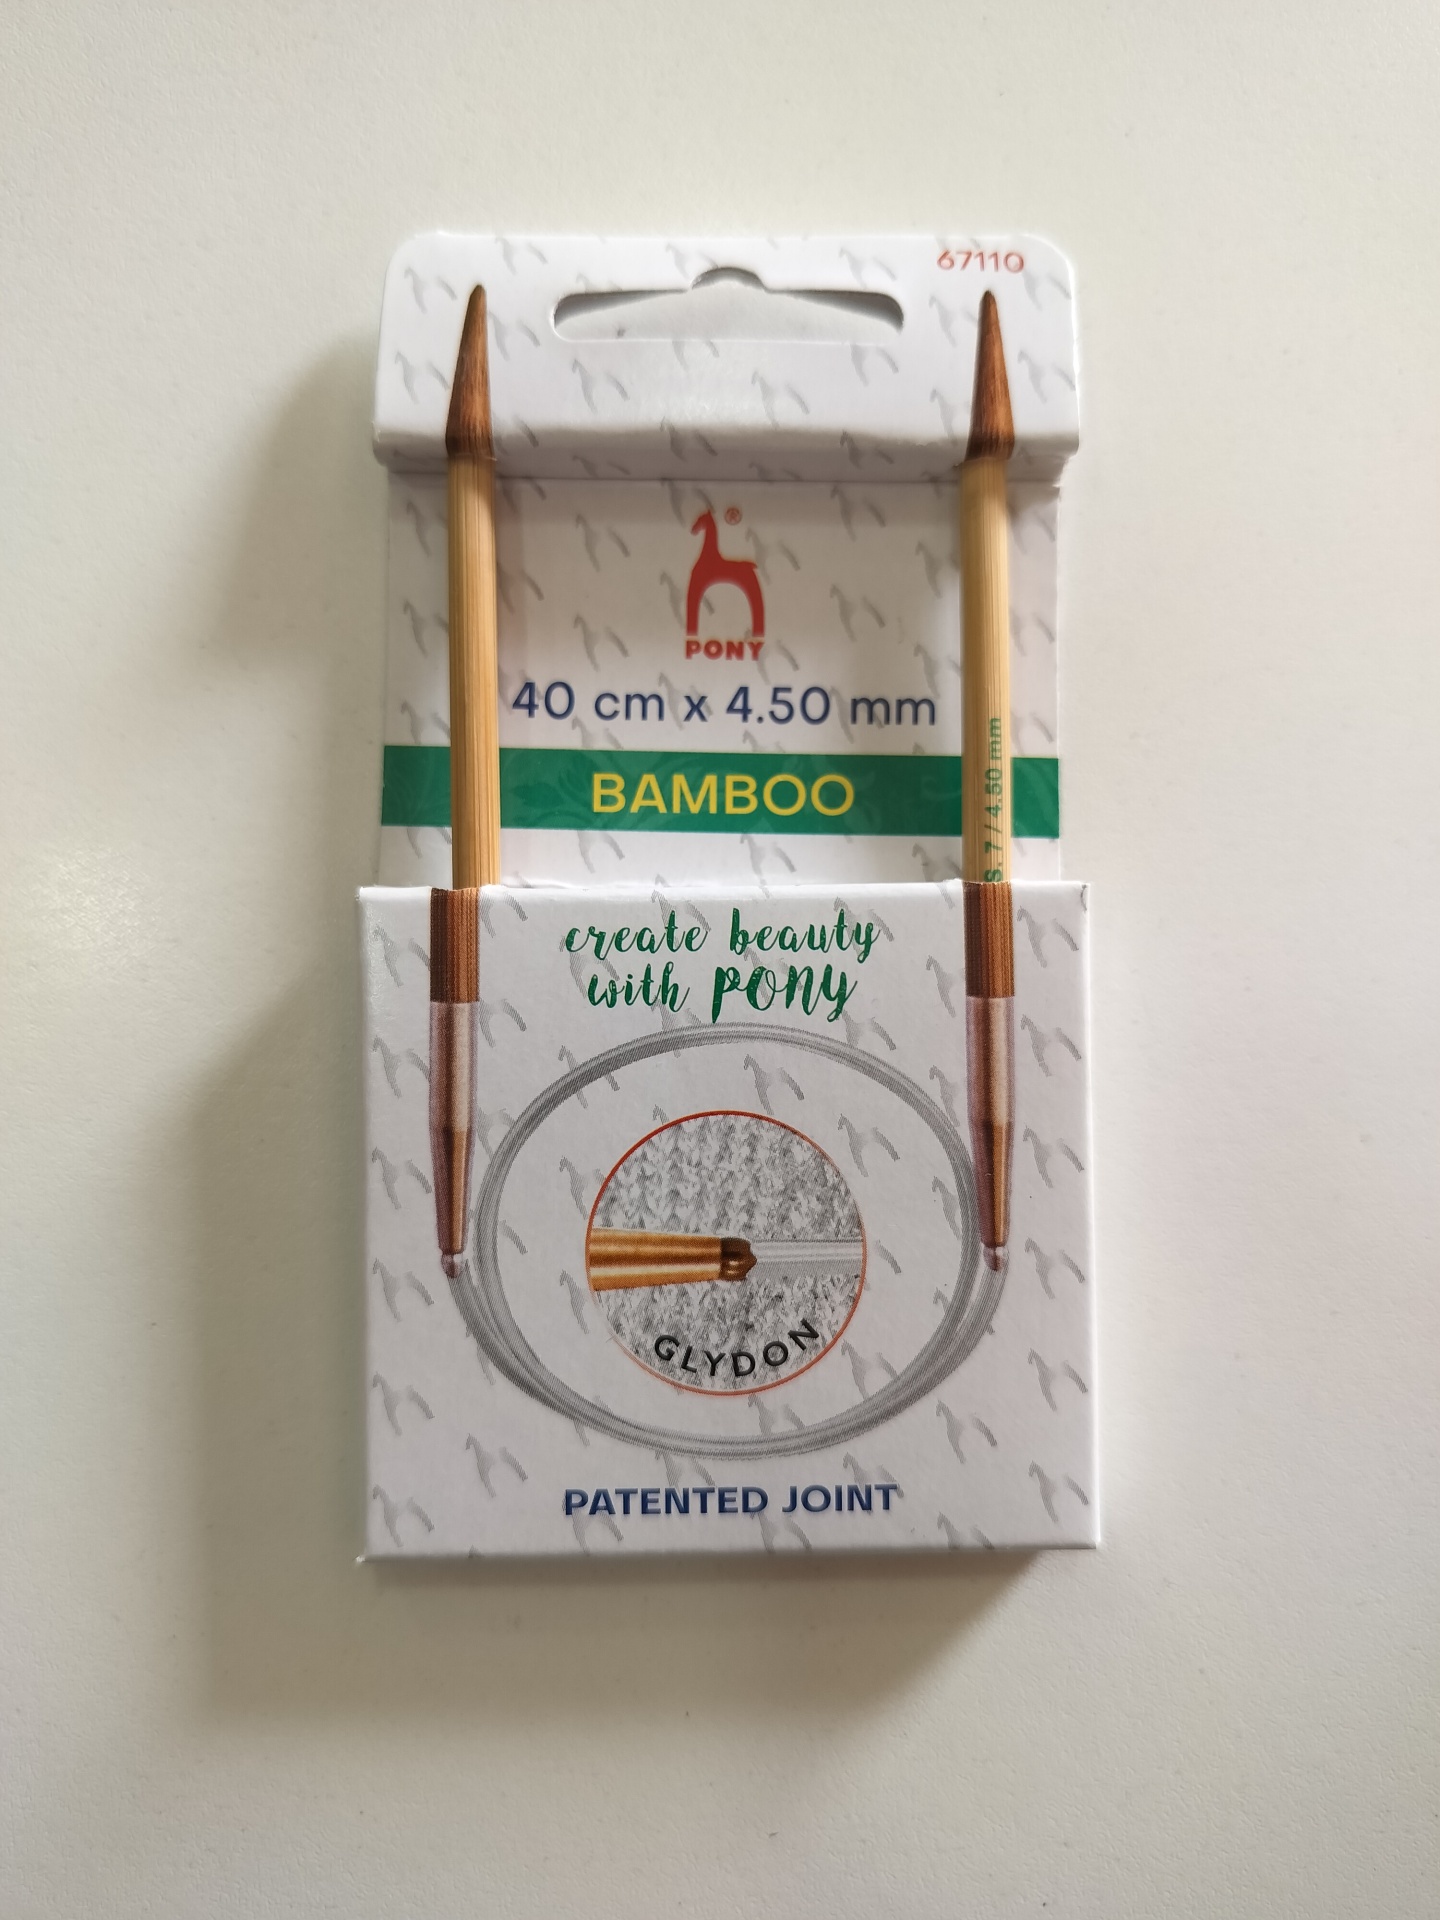 67110
®
PONY
40 cm x 4.50 mm
BAMBOO
S. 7 / 4.50 mm
create beauty
with PONY
GLYDON
PATENTED JOINT